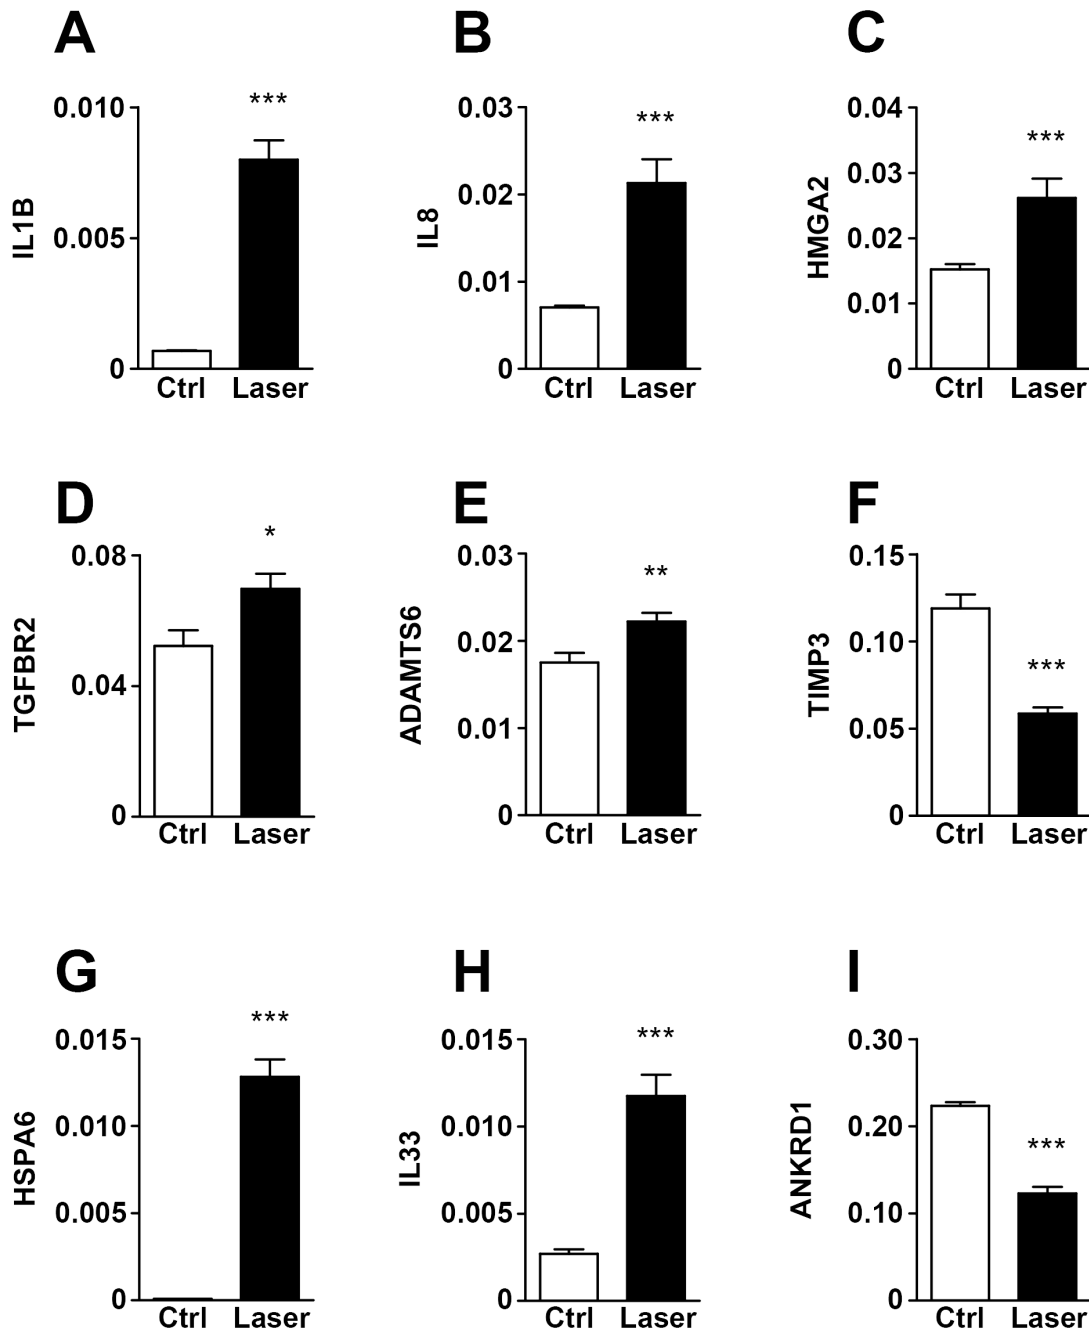 A
B
C
0.010
0.005
0
IL1B
***
Ctrl Laser
0.03
0.02
0.01
0
IL8
***
Ctrl Laser
0.04
0.03
0.02
0.01
0
HMGA2
***
Ctrl Laser
D
E
F
0.08
0.04
0
TGFBR2
*
Ctrl Laser
0.03
0.02
0.01
0
ADAMTS6
**
Ctrl Laser
0.15
0.10
0.05
0
TIMP3
***
Ctrl Laser
G
H
I
0.015
0.010
0.005
0
HSPA6
***
Ctrl Laser
0.015
0.010
0.005
0
IL33
***
Ctrl Laser
0.30
0.20
0.10
0
ANKRD1
***
Ctrl Laser